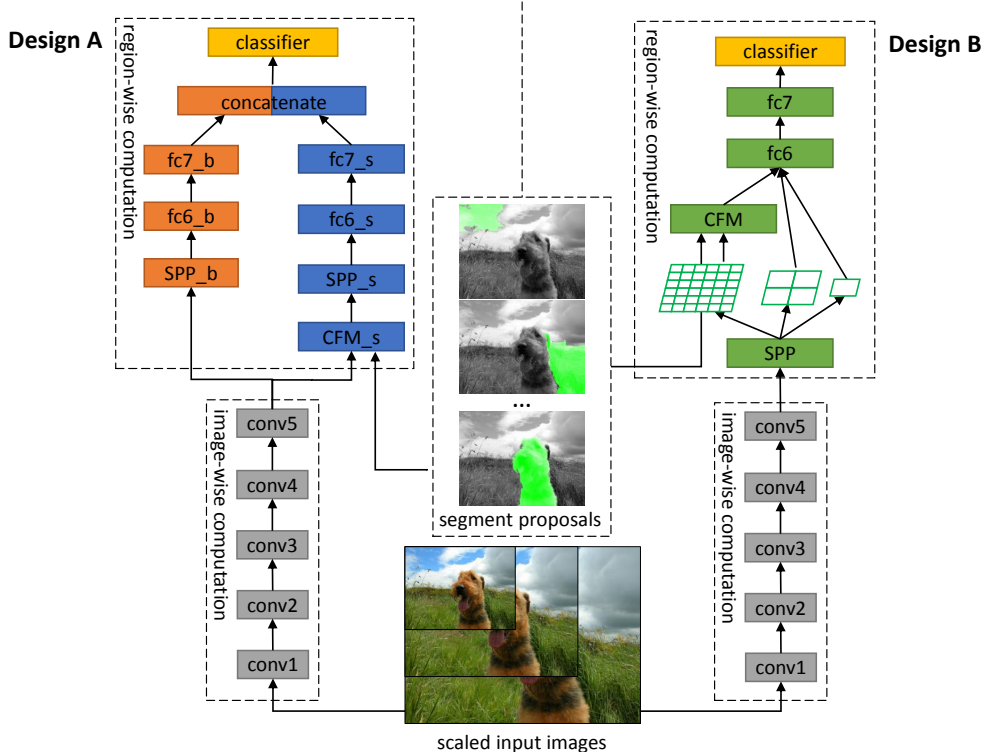 Design A
region-wise computation
classifier
concatenate
fc7_b
fc7_s
fc6_b
fc6_s
SPP_b
SPP_s
CFM_s
image-wise computation
conv5
conv4
conv3
conv2
conv1
...
segment proposals
scaled input images
Design B
region-wise computation
classifier
fc7
fc6
CFM
SPP
image-wise computation
conv5
conv4
conv3
conv2
conv1